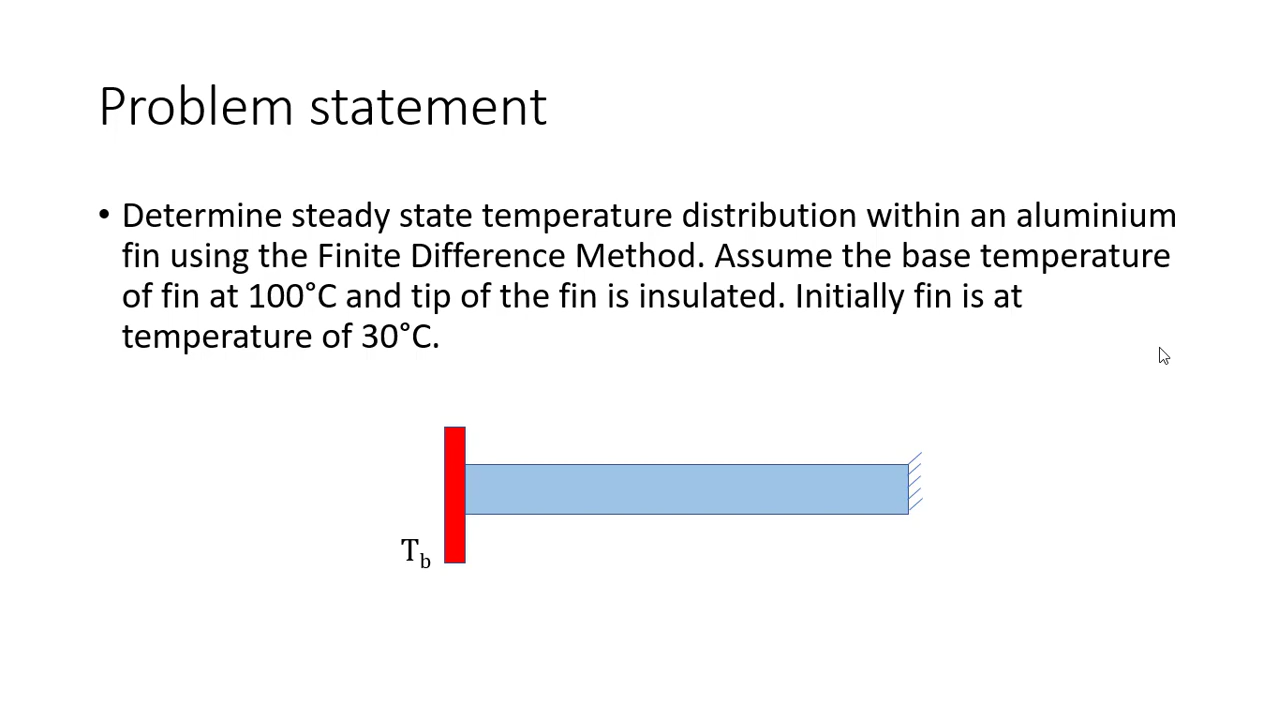 Problem statement
• Determine steady state temperature distribution within an aluminium
fin using the Finite Difference Method. Assume the base temperature
of fin at 100°C and tip of the fin is insulated. Initially fin is at
temperature of 30°C.
Tb